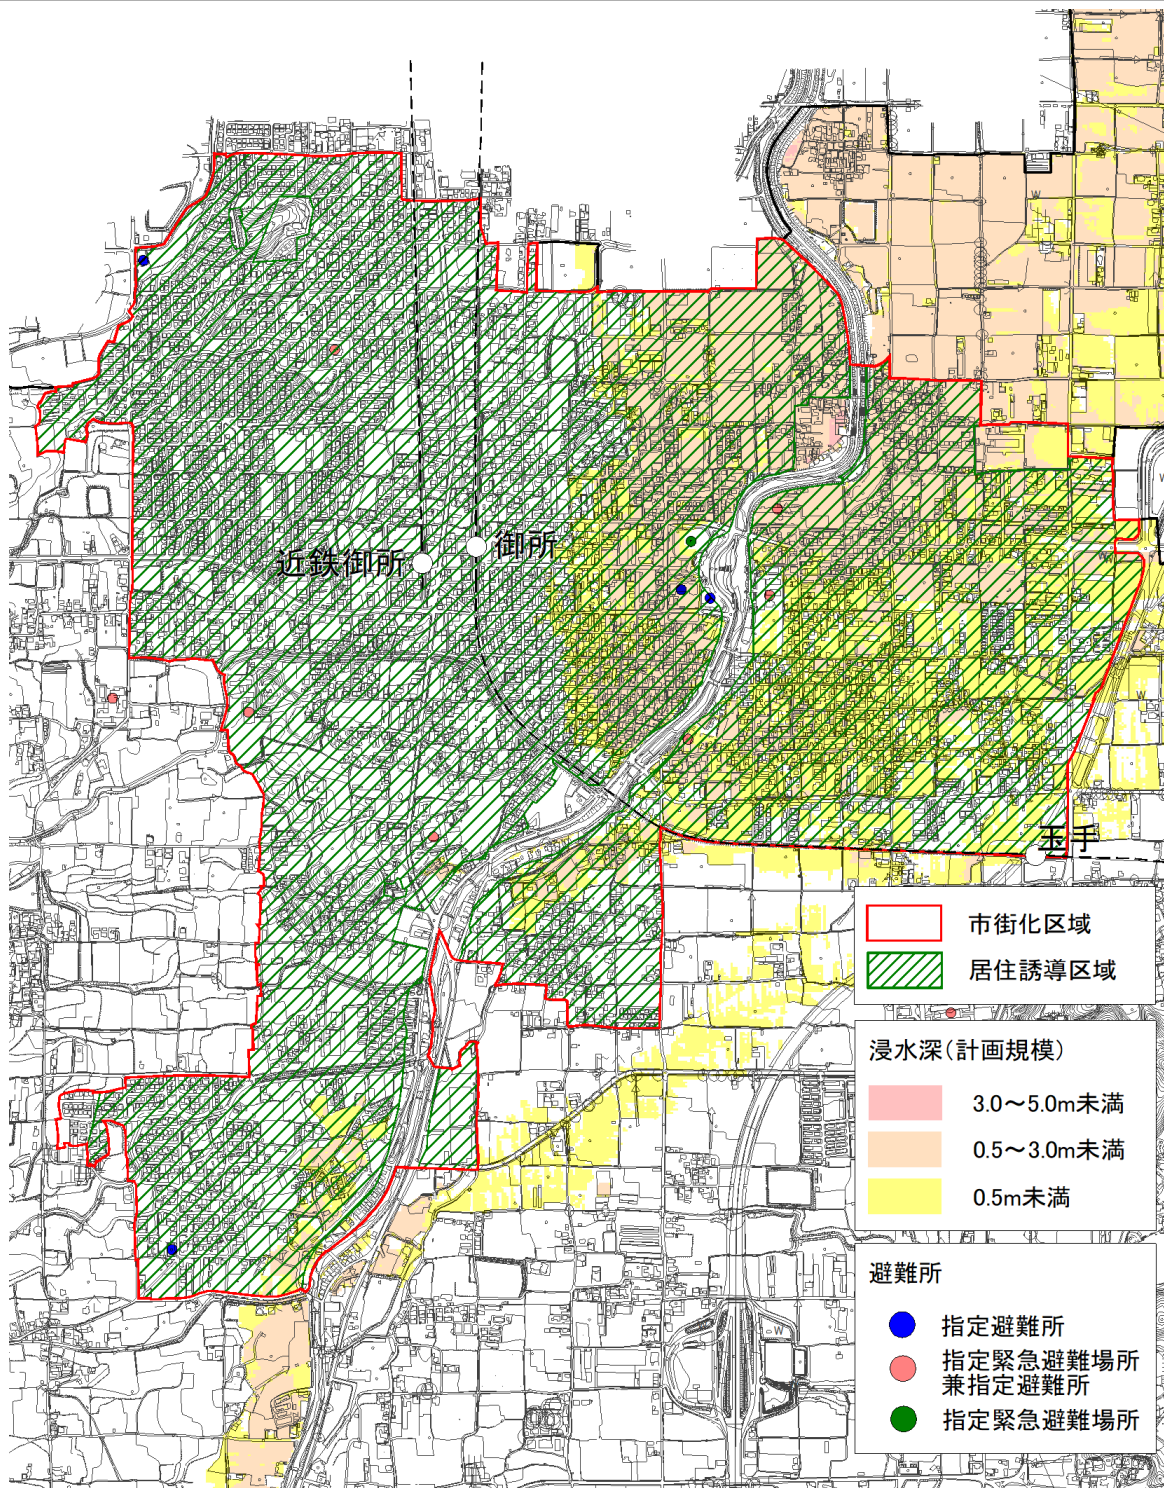 近鉄御所
御所
玉手
市街化区域
居住誘導区域
浸水深(計画規模)
3.0～5.0m未満
0.5～3.0m未満
0.5m未満
避難所
指定避難所
指定緊急避難場所
兼指定避難所
指定緊急避難場所
W
W
W
W
W
W